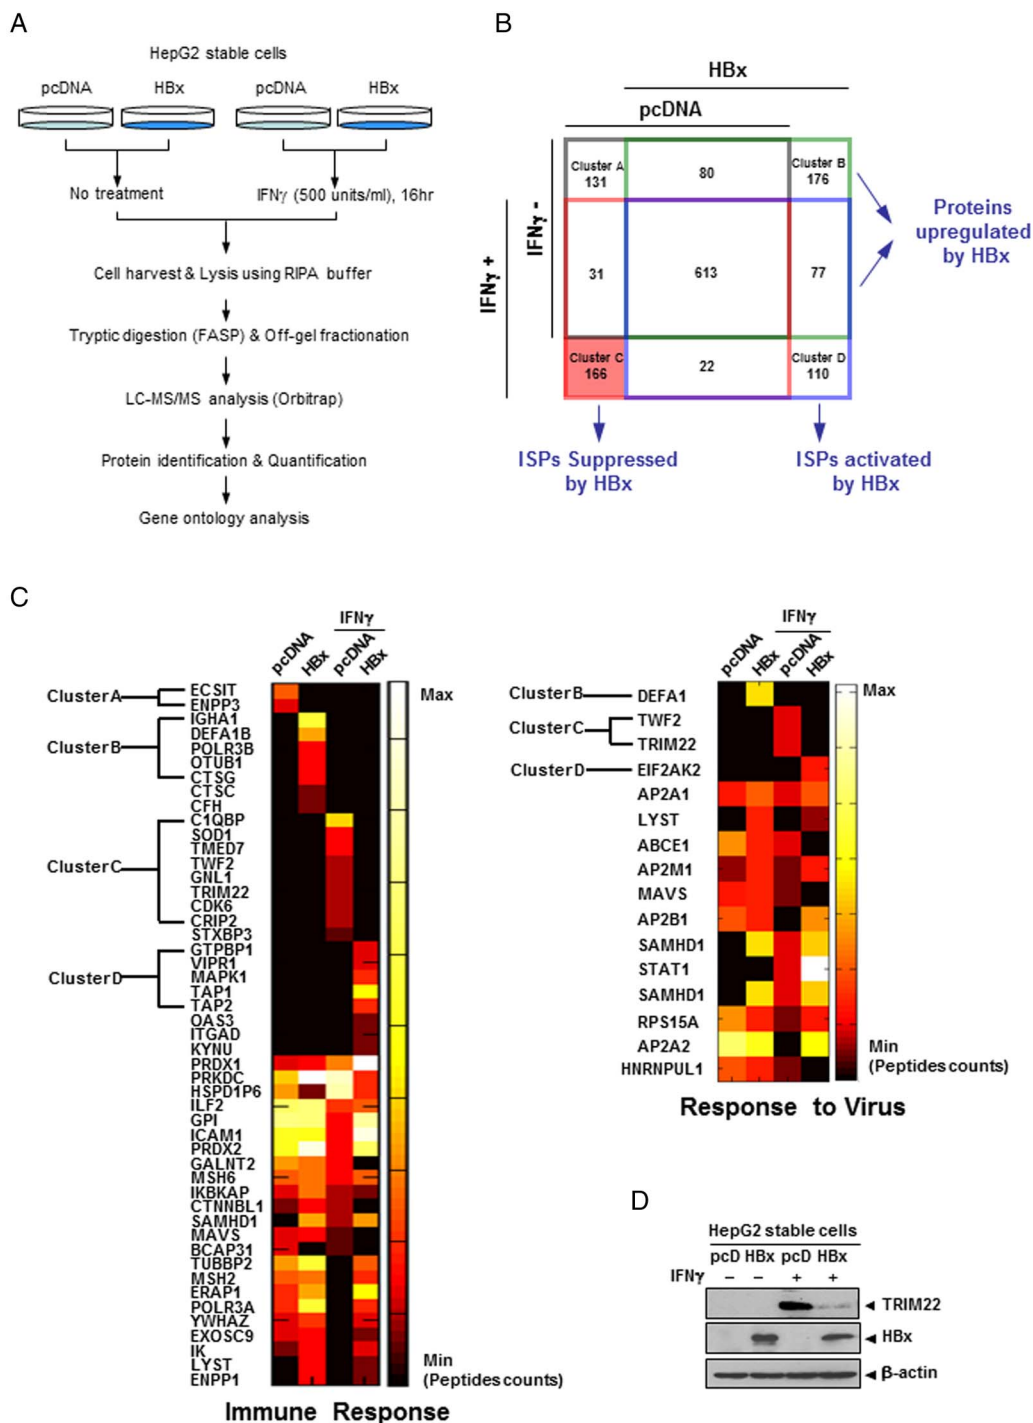 A
HepG2 stable cells
pcDNA HBx pcDNA HBx
No treatment IFNγ (500 units/ml), 16hr
Cell harvest & Lysis using RIPA buffer
Tryptic digestion (FASP) & Off-gel fractionation
LC-MS/MS analysis (Orbitrap)
Protein identification & Quantification
Gene ontology analysis
B
HBx
pcDNA
IFNγ -
IFNγ +
Cluster A
131
80
Cluster B
176
31
613
77
Cluster C
166
22
Cluster D
110
Proteins
upregulated
by HBx
ISPs Suppressed
by HBx
ISPs activated
by HBx
C
IFNγ
pcDNA HBx pcDNA HBx
ClusterA
ClusterB
ClusterC
ClusterD
ECSIT
ENPP3
IGHA1
DEFA1B
POLR3B
OTUB1
CTSG
CTSC
CFH
C1QBP
SOD1
TMED7
TWF2
GNL1
TRIM22
CDK6
CRIP2
STXBP3
GTPBP1
VIPR1
MAPK1
TAP1
TAP2
OAS3
ITGAD
KYNU
PRDX1
PRKDC
HSPD1P6
ILF2
GPI
ICAM1
PRDX2
GALNT2
MSH6
IKBKAP
CTNNBL1
SAMHD1
MAVS
BCAP31
TUBBP2
MSH2
ERAP1
POLR3A
YWHAZ
EXOSC9
IK
LYST
ENPP1
Max
Min
(Peptides counts)
Immune Response
IFNγ
pcDNA HBx pcDNA HBx
ClusterB
ClusterC
ClusterD
DEFA1
TWF2
TRIM22
EIF2AK2
AP2A1
LYST
ABCE1
AP2M1
MAVS
AP2B1
SAMHD1
STAT1
SAMHD1
RPS15A
AP2A2
HNRNPUL1
Max
Min
(Peptides counts)
Response to Virus
D
HepG2 stable cells
pcD HBx pcD HBx
IFNγ – – + +
TRIM22
HBx
β-actin